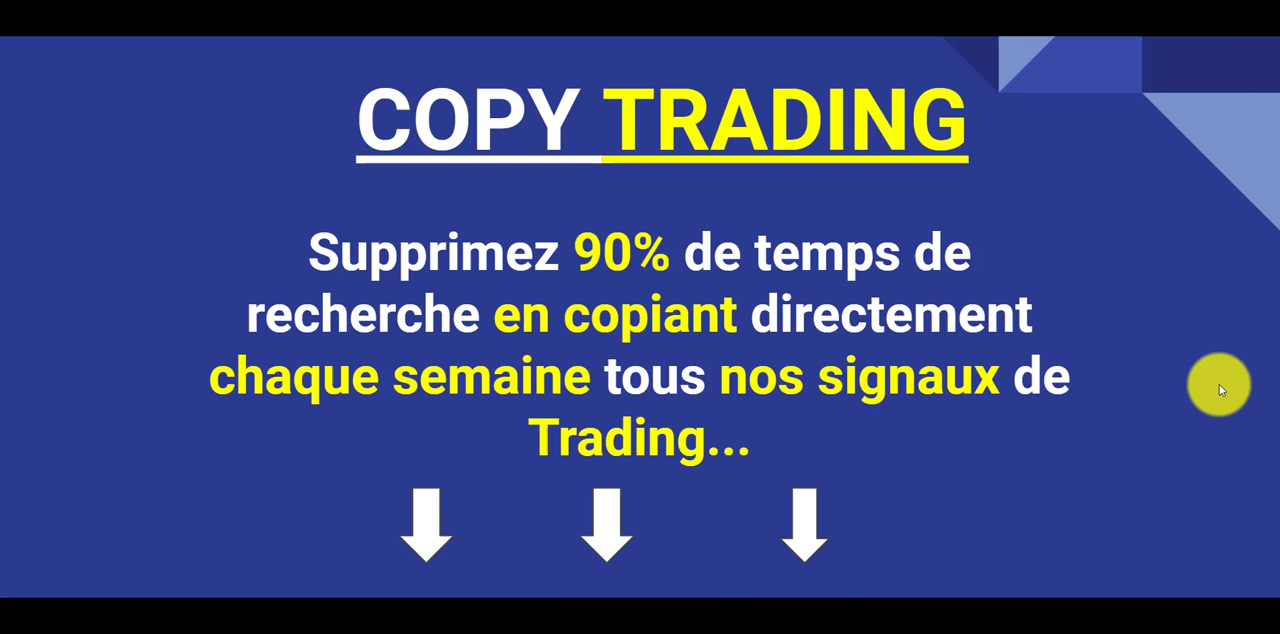 COPY TRADING
Supprimez 90% de temps de
recherche en copiant directement
chaque semaine tous nos signaux de
Trading...